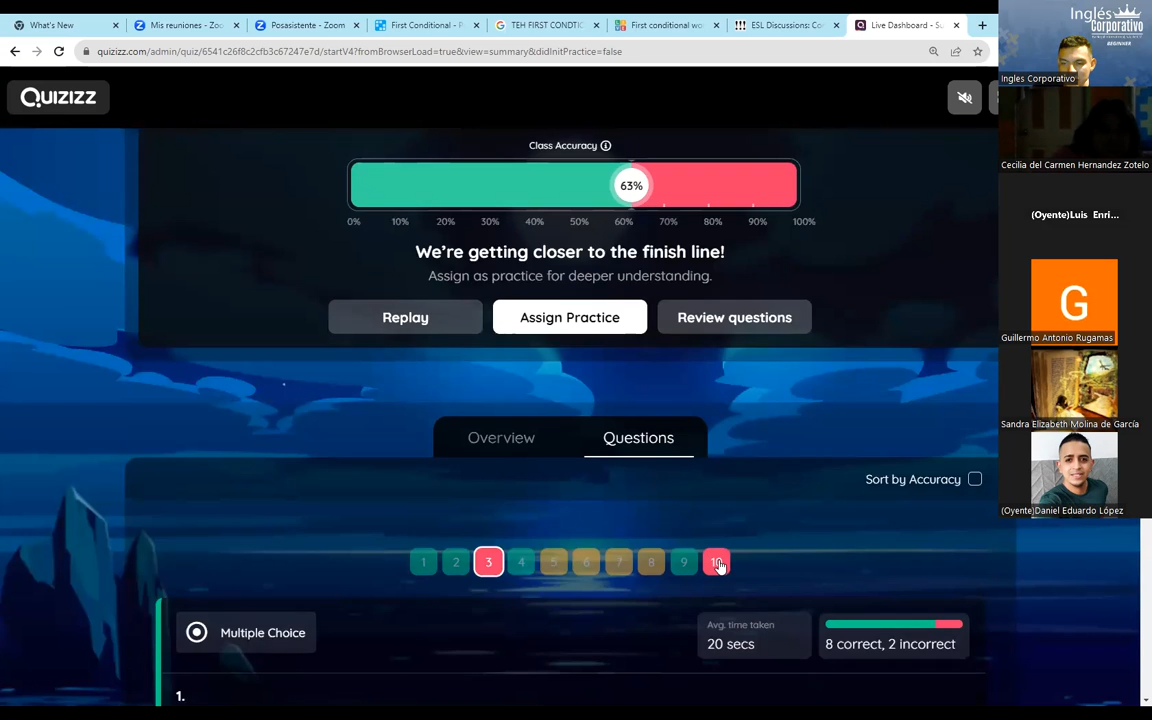 What's New
Mis reuniones - Zo
Posasistente - Zoom
First Conditional - P
TEH FIRST CONDTIC
First conditional wo
ESL Discussions: Co
Live Dashboard - Su
quizizz.com/admin/quiz/6541c26f8c2cfb3c67247e7d/startV4?fromBrowserLoad=true&view=summary&didInitPractice=false
Quizizz
Class Accuracy
63%
0% 10% 20% 30% 40% 50% 60% 70% 80% 90% 100%
We're getting closer to the finish line!
Assign as practice for deeper understanding.
Replay
Assign Practice
Review questions
Overview
Questions
Sort by Accuracy
1 2 3 4 5 6 7 8 9 10
Multiple Choice
Avg. time taken
20 secs
8 correct, 2 incorrect
1.
Inglés
Corporativo
BEGINNER
Ingles Corporativo
Cecilia del Carmen Hernandez Zotelo
(Oyente)Luis Enri...
G
Guillermo Antonio Rugamas
Sandra Elizabeth Molina de García
(Oyente)Daniel Eduardo López